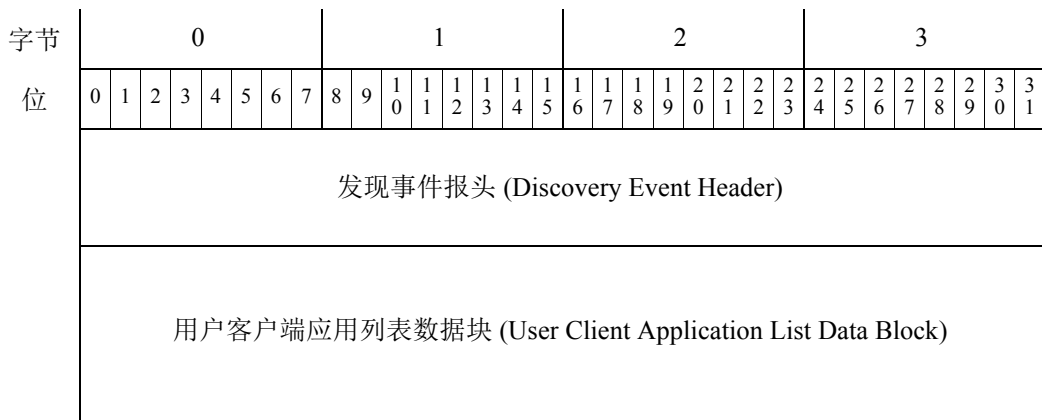 字节 0 1 2 3
位 0 1 2 3 4 5 6 7 8 9 10 11 12 13 14 15 16 17 18 19 20 21 22 23 24 25 26 27 28 29 30 31
发现事件报头 (Discovery Event Header)
用户客户端应用列表数据块 (User Client Application List Data Block)